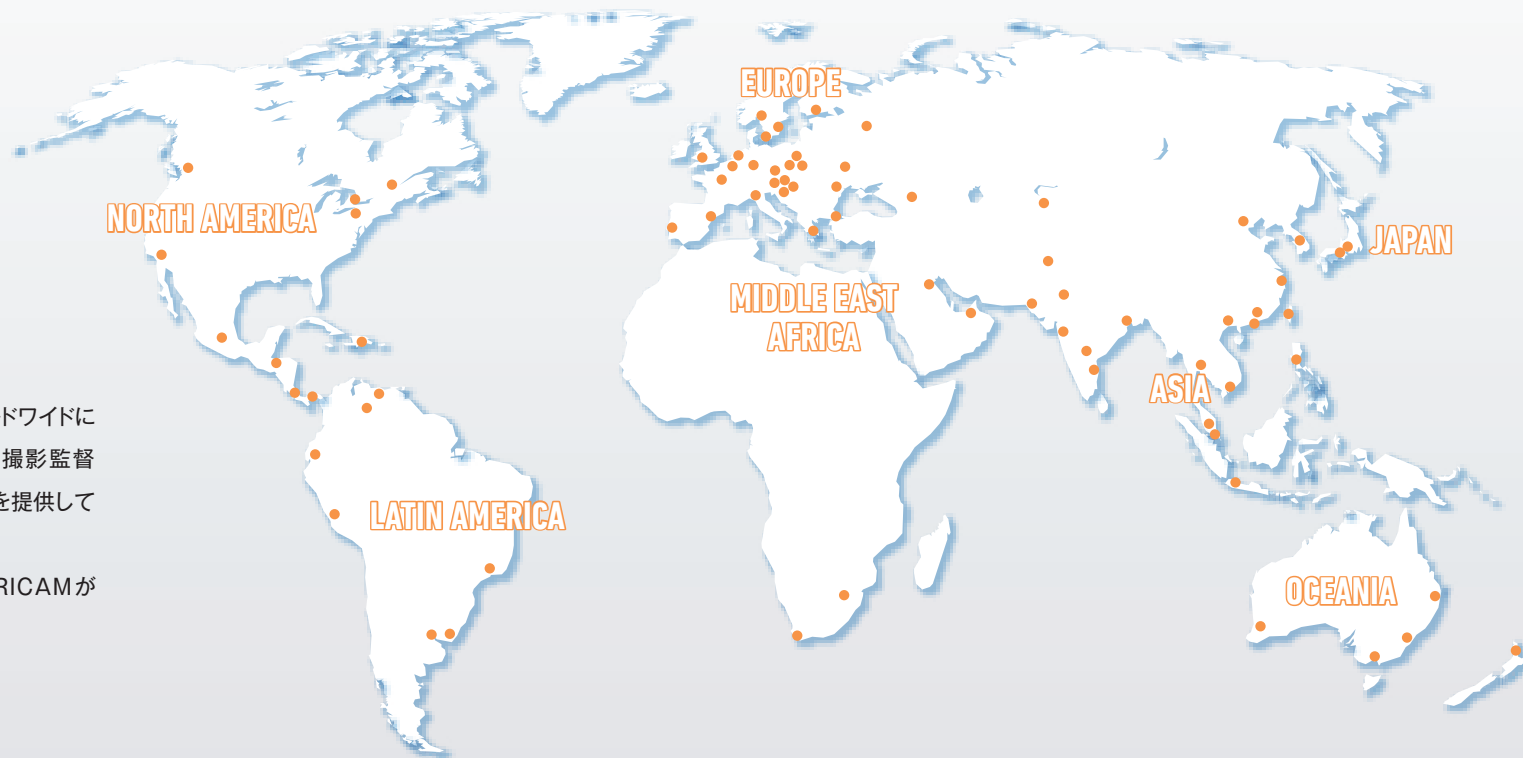 EUROPE
NORTH AMERICA
JAPAN
MIDDLE EAST
AFRICA
ASIA
ドワイドに
撮影監督
を提供して
LATIN AMERICA
RICAMが
OCEANIA